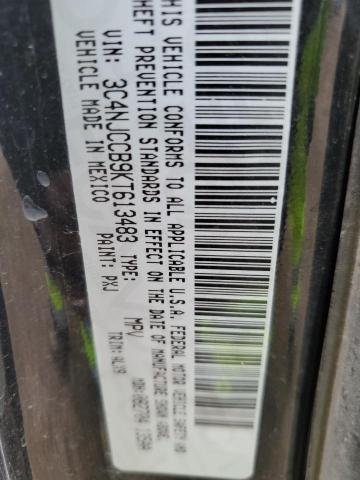 THIS VEHICLE CONFORMS TO ALL APPLICABLE U.S.A. FEDERAL MOTOR VEHICLE SAFETY AND
THEFT PREVENTION STANDARDS IN EFFECT ON THE DATE OF MANUFACTURE SHOWN ABOVE.
VIN: 3C4NJCCB9KT613483 TYPE: MPV
VEHICLE MADE IN MEXICO PAINT: PXJ TRIM: